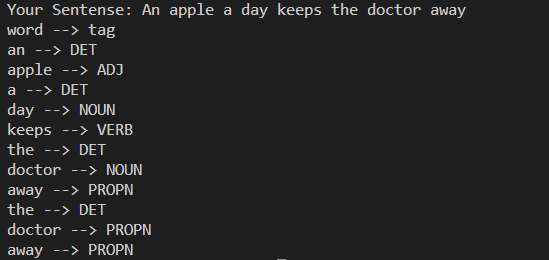 Your Sentense: An apple a day keeps the doctor away
word --> tag
an --> DET
apple --> ADJ
a --> DET
day --> NOUN
keeps --> VERB
the --> DET
doctor --> NOUN
away --> PROPN
the --> DET
doctor --> PROPN
away --> PROPN